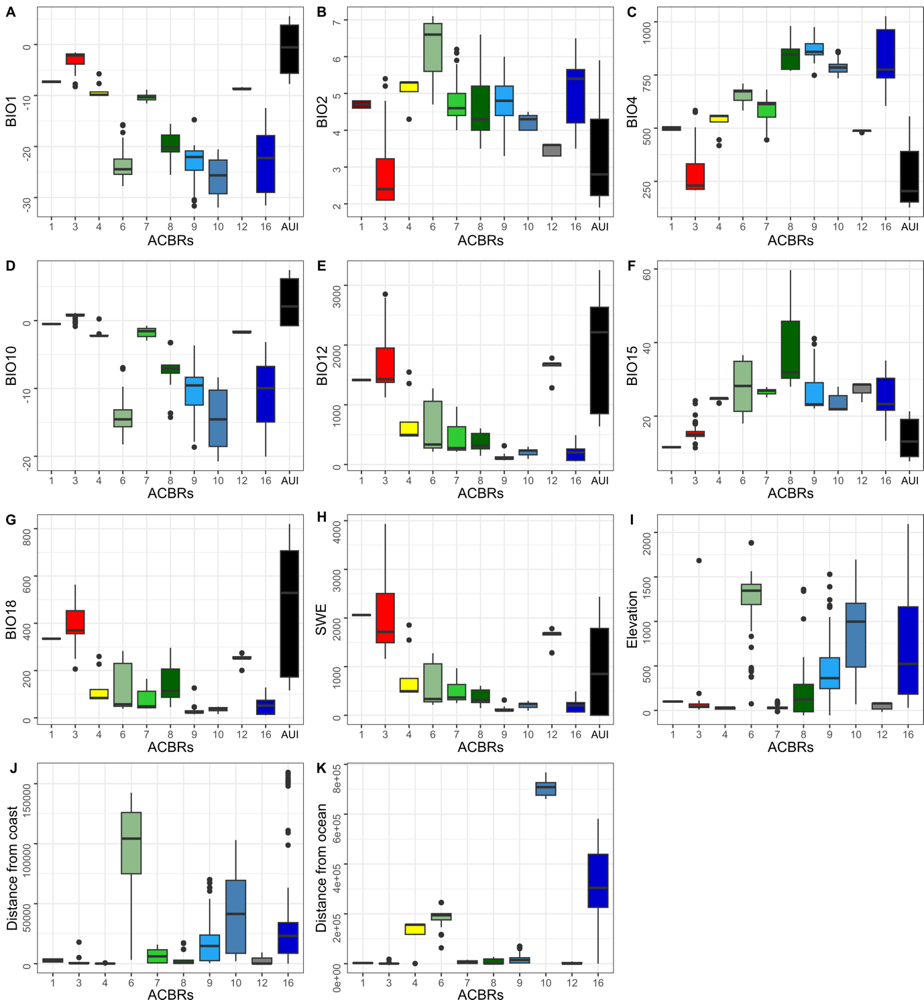 A
BIO1
0
-10
-20
-30
1 3 4 6 7 8 9 10 12 16 AUI
ACBRs
B
BIO2
7
6
5
4
3
2
1 3 4 6 7 8 9 10 12 16 AUI
ACBRs
C
BIO4
1000
750
500
250
1 3 4 6 7 8 9 10 12 16 AUI
ACBRs
D
BIO10
0
-10
-20
1 3 4 6 7 8 9 10 12 16 AUI
ACBRs
E
BIO12
3000
2000
1000
0
1 3 4 6 7 8 9 10 12 16 AUI
ACBRs
F
BIO15
60
40
20
1 3 4 6 7 8 9 10 12 16 AUI
ACBRs
G
BIO18
800
600
400
200
0
1 3 4 6 7 8 9 10 12 16 AUI
ACBRs
H
SWE
4000
3000
2000
1000
0
1 3 4 6 7 8 9 10 12 16 AUI
ACBRs
I
Elevation
2000
1500
1000
500
0
1 3 4 6 7 8 9 10 12 16
ACBRs
J
Distance from coast
150000
100000
50000
0
1 3 4 6 7 8 9 10 12 16
ACBRs
K
Distance from ocean
8e+05
6e+05
4e+05
2e+05
0e+00
1 3 4 6 7 8 9 10 12 16
ACBRs